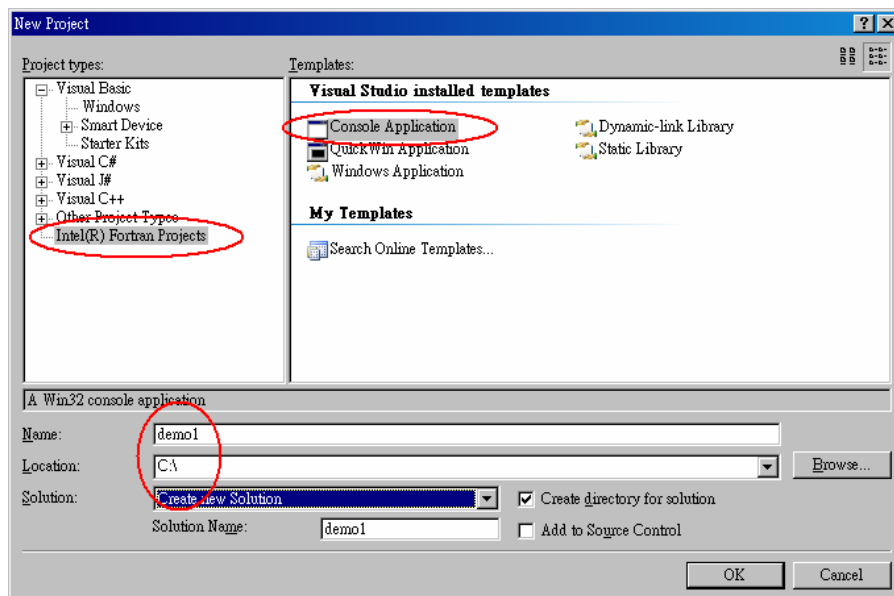 New Project
Project types:
Templates:
Visual Basic
Windows
Smart Device
Starter Kits
Visual C#
Visual J#
Visual C++
Other Project Types
Intel(R) Fortran Projects
Visual Studio installed templates
Console Application
Dynamic-link Library
QuickWin Application
Static Library
Windows Application
My Templates
Search Online Templates...
A Win32 console application
Name:
demo1
Location:
C:\
Browse...
Solution:
Create new Solution
Create directory for solution
Solution Name:
demo1
Add to Source Control
OK
Cancel